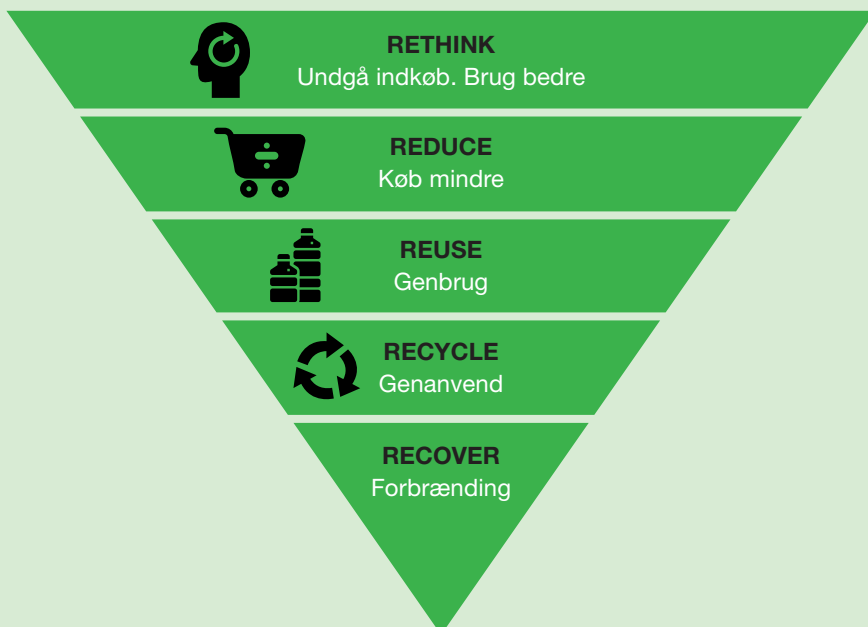 RETHINK
Undgå indkøb. Brug bedre
REDUCE
Køb mindre
REUSE
Genbrug
RECYCLE
Genanvend
RECOVER
Forbrænding